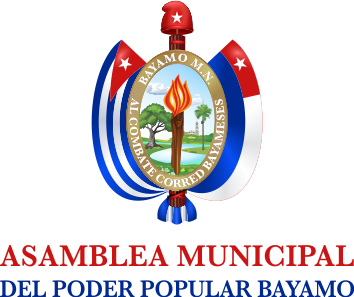 BAYAMO M.N.
AL COMBATE CORRED BAYAMESES
ASAMBLEA MUNICIPAL
DEL PODER POPULAR BAYAMO